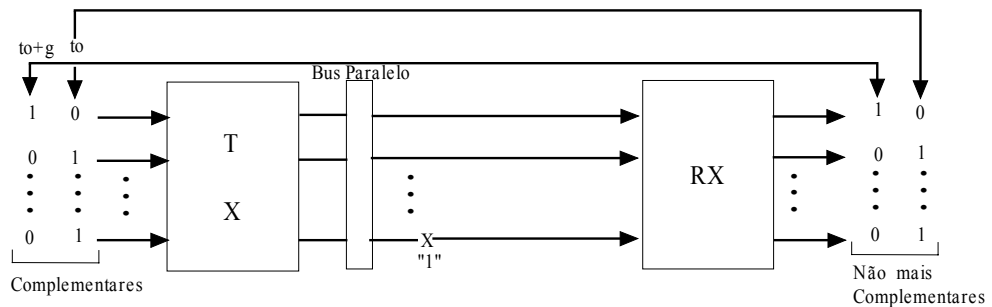 to+g to
Bus Paralelo
1 0 1 0
T
0 1 0 1
RX
X
0 1 X 0 1
"1"
Complementares
Não mais
Complementares